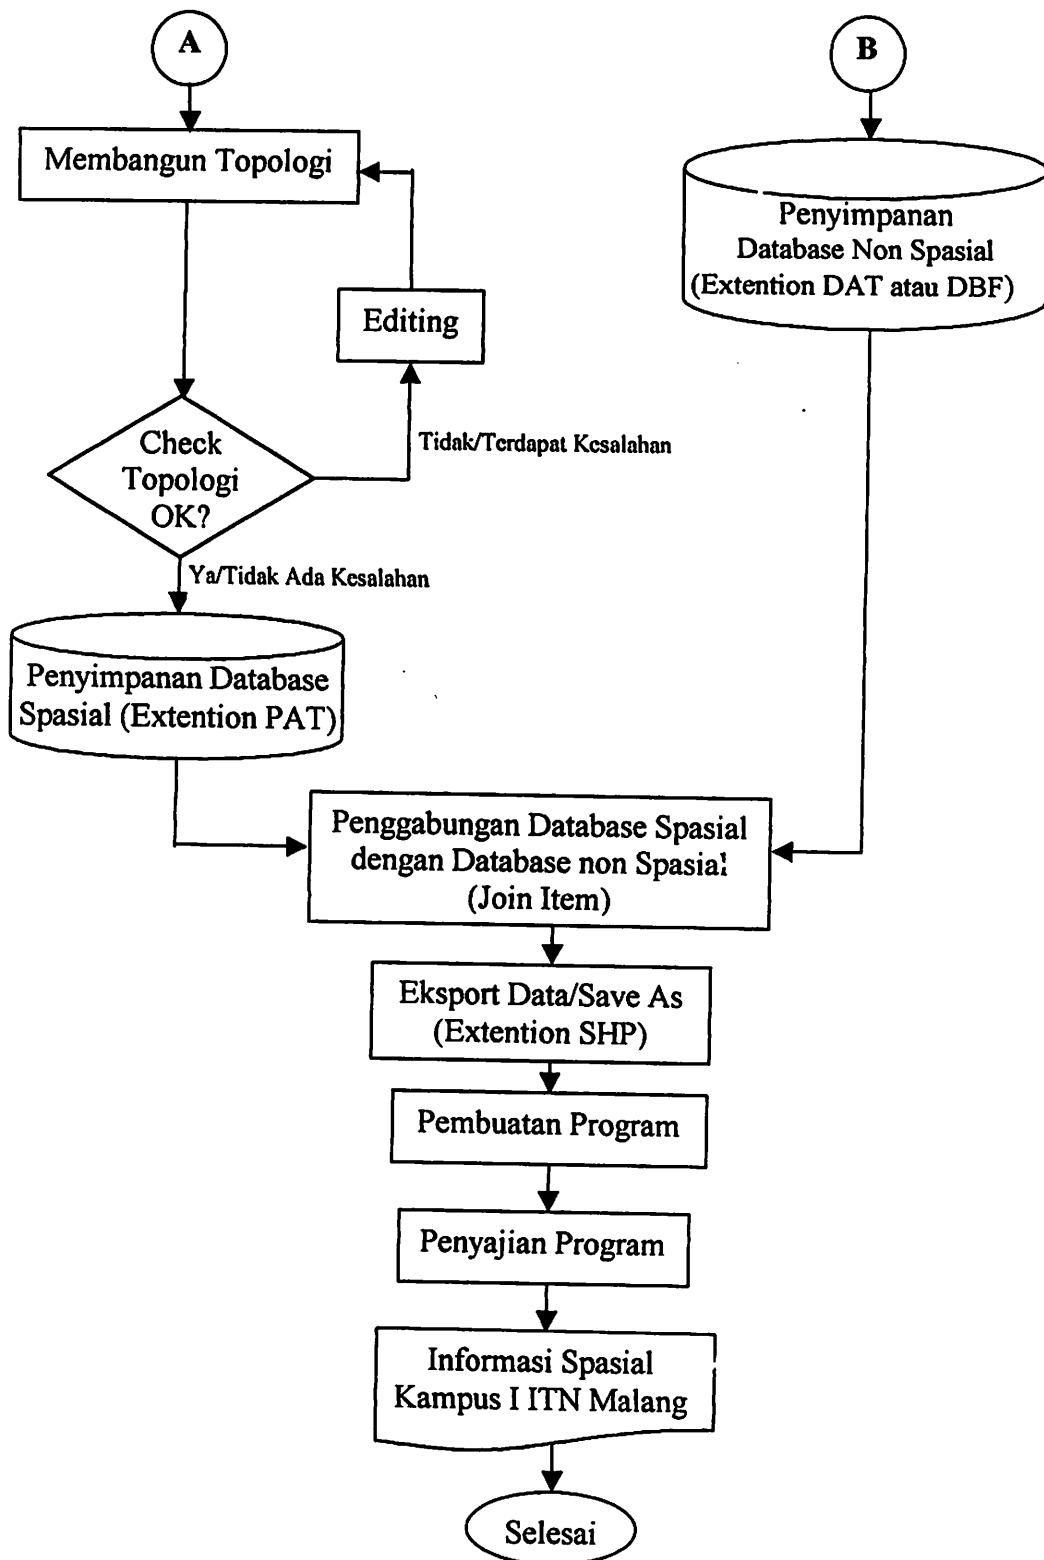 A
B
Membangun Topologi
Penyimpanan
Database Non Spasial
(Extention DAT atau DBF)
Editing
Check
Topologi
OK?
Tidak/Terdapat Kesalahan
Ya/Tidak Ada Kesalahan
Penyimpanan Database
Spasial (Extention PAT)
Penggabungan Database Spasial
dengan Database non Spasial
(Join Item)
Eksport Data/Save As
(Extention SHP)
Pembuatan Program
Penyajian Program
Informasi Spasial
Kampus I ITN Malang
Selesai